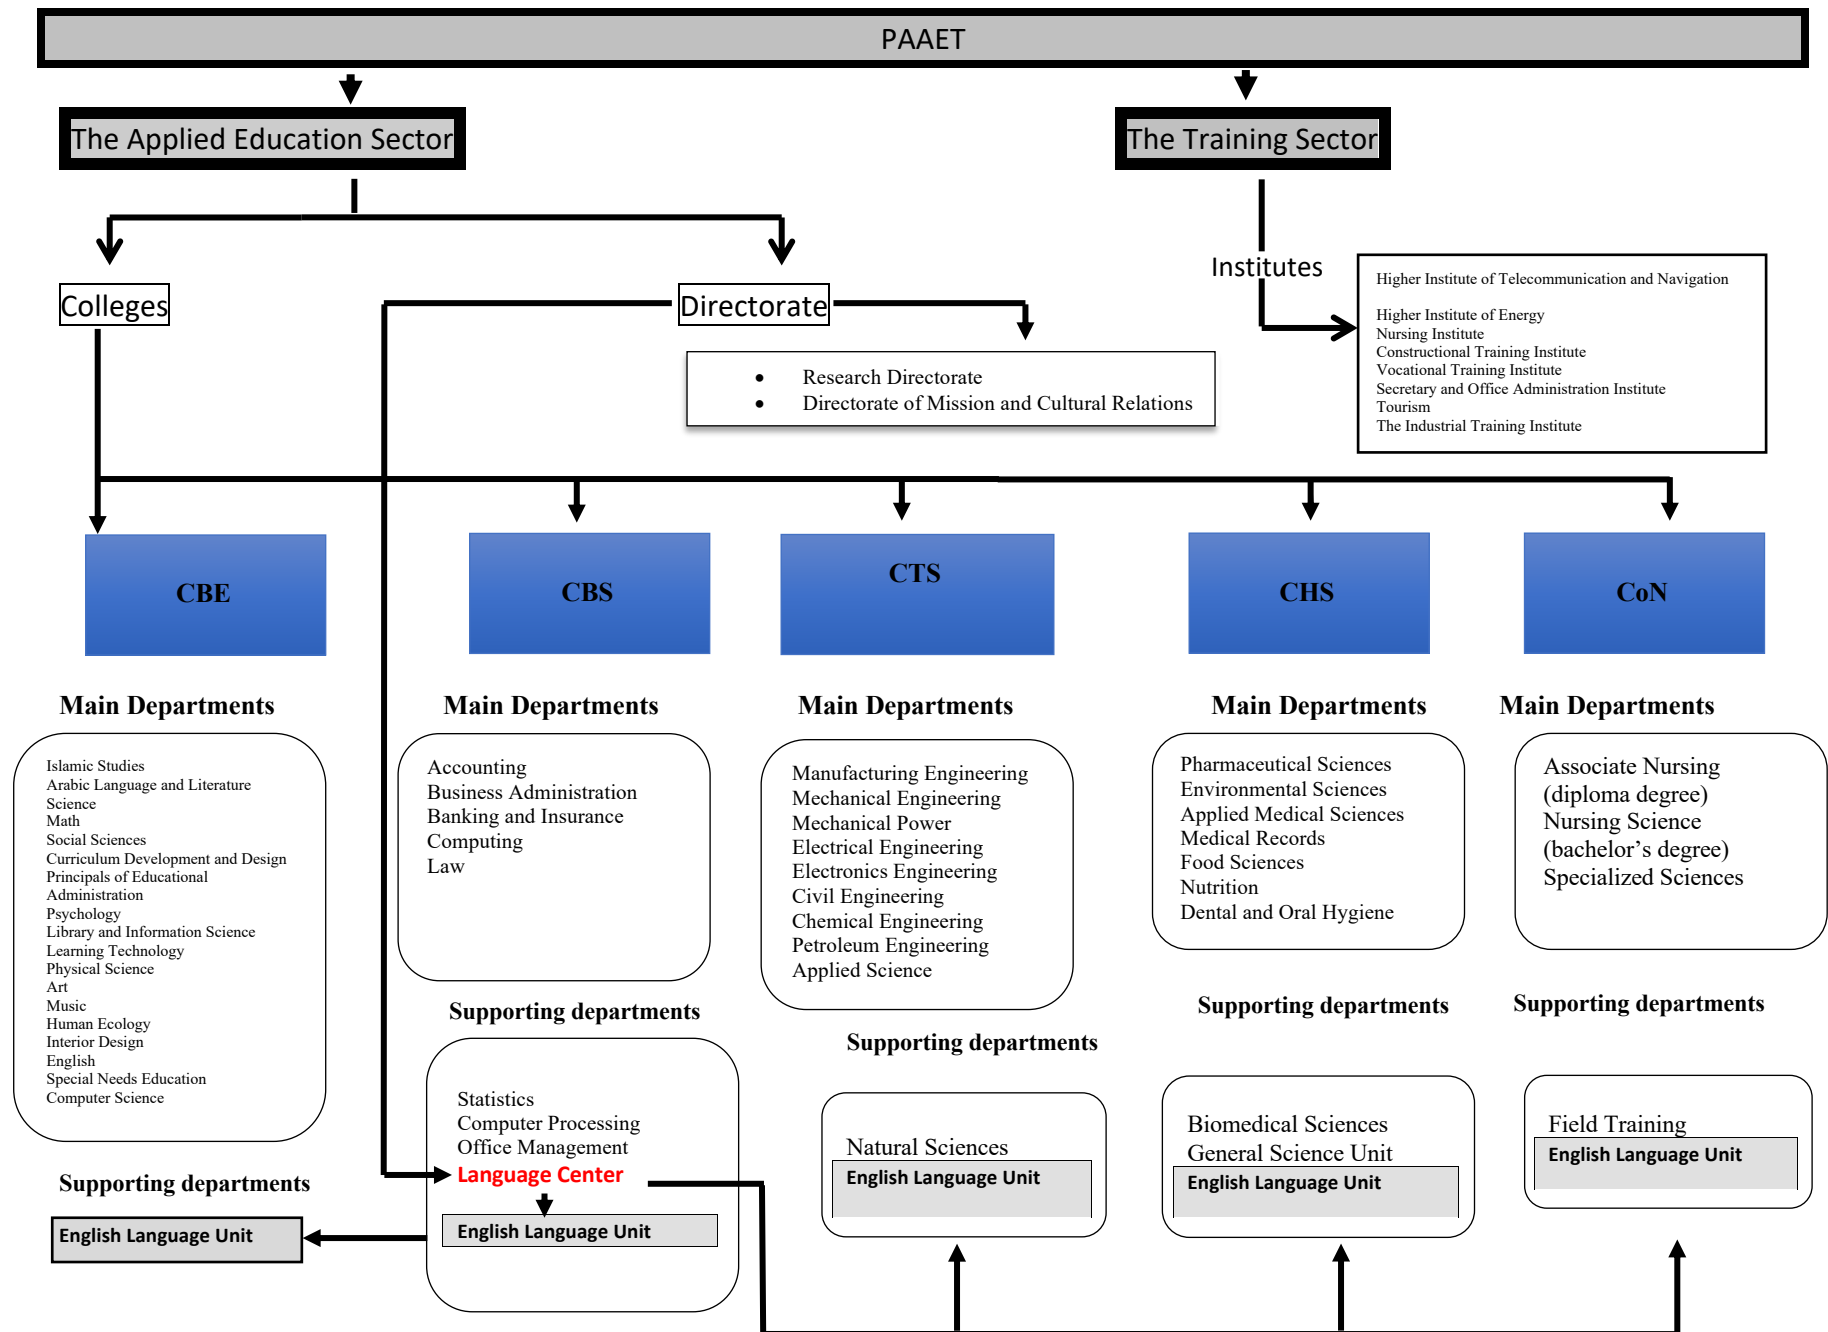 PAAET
The Applied Education Sector
The Training Sector
Institutes
Higher Institute of Telecommunication and Navigation
Higher Institute of Energy
Nursing Institute
Constructional Training Institute
Vocational Training Institute
Secretary and Office Administration Institute
Tourism
The Industrial Training Institute
Colleges
Directorate
• Research Directorate
• Directorate of Mission and Cultural Relations
CBE
CBS
CTS
CHS
CoN
Main Departments
Islamic Studies
Arabic Language and Literature
Science
Math
Social Sciences
Curriculum Development and Design
Principals of Educational
Administration
Psychology
Library and Information Science
Learning Technology
Physical Science
Art
Music
Human Ecology
Interior Design
English
Special Needs Education
Computer Science
Supporting departments
English Language Unit
Main Departments
Accounting
Business Administration
Banking and Insurance
Computing
Law
Supporting departments
Statistics
Computer Processing
Office Management
Language Center
English Language Unit
Main Departments
Manufacturing Engineering
Mechanical Engineering
Mechanical Power
Electrical Engineering
Electronics Engineering
Civil Engineering
Chemical Engineering
Petroleum Engineering
Applied Science
Supporting departments
Natural Sciences
English Language Unit
Main Departments
Pharmaceutical Sciences
Environmental Sciences
Applied Medical Sciences
Medical Records
Food Sciences
Nutrition
Dental and Oral Hygiene
Supporting departments
Biomedical Sciences
General Science Unit
English Language Unit
Main Departments
Associate Nursing
(diploma degree)
Nursing Science
(bachelor’s degree)
Specialized Sciences
Supporting departments
Field Training
English Language Unit